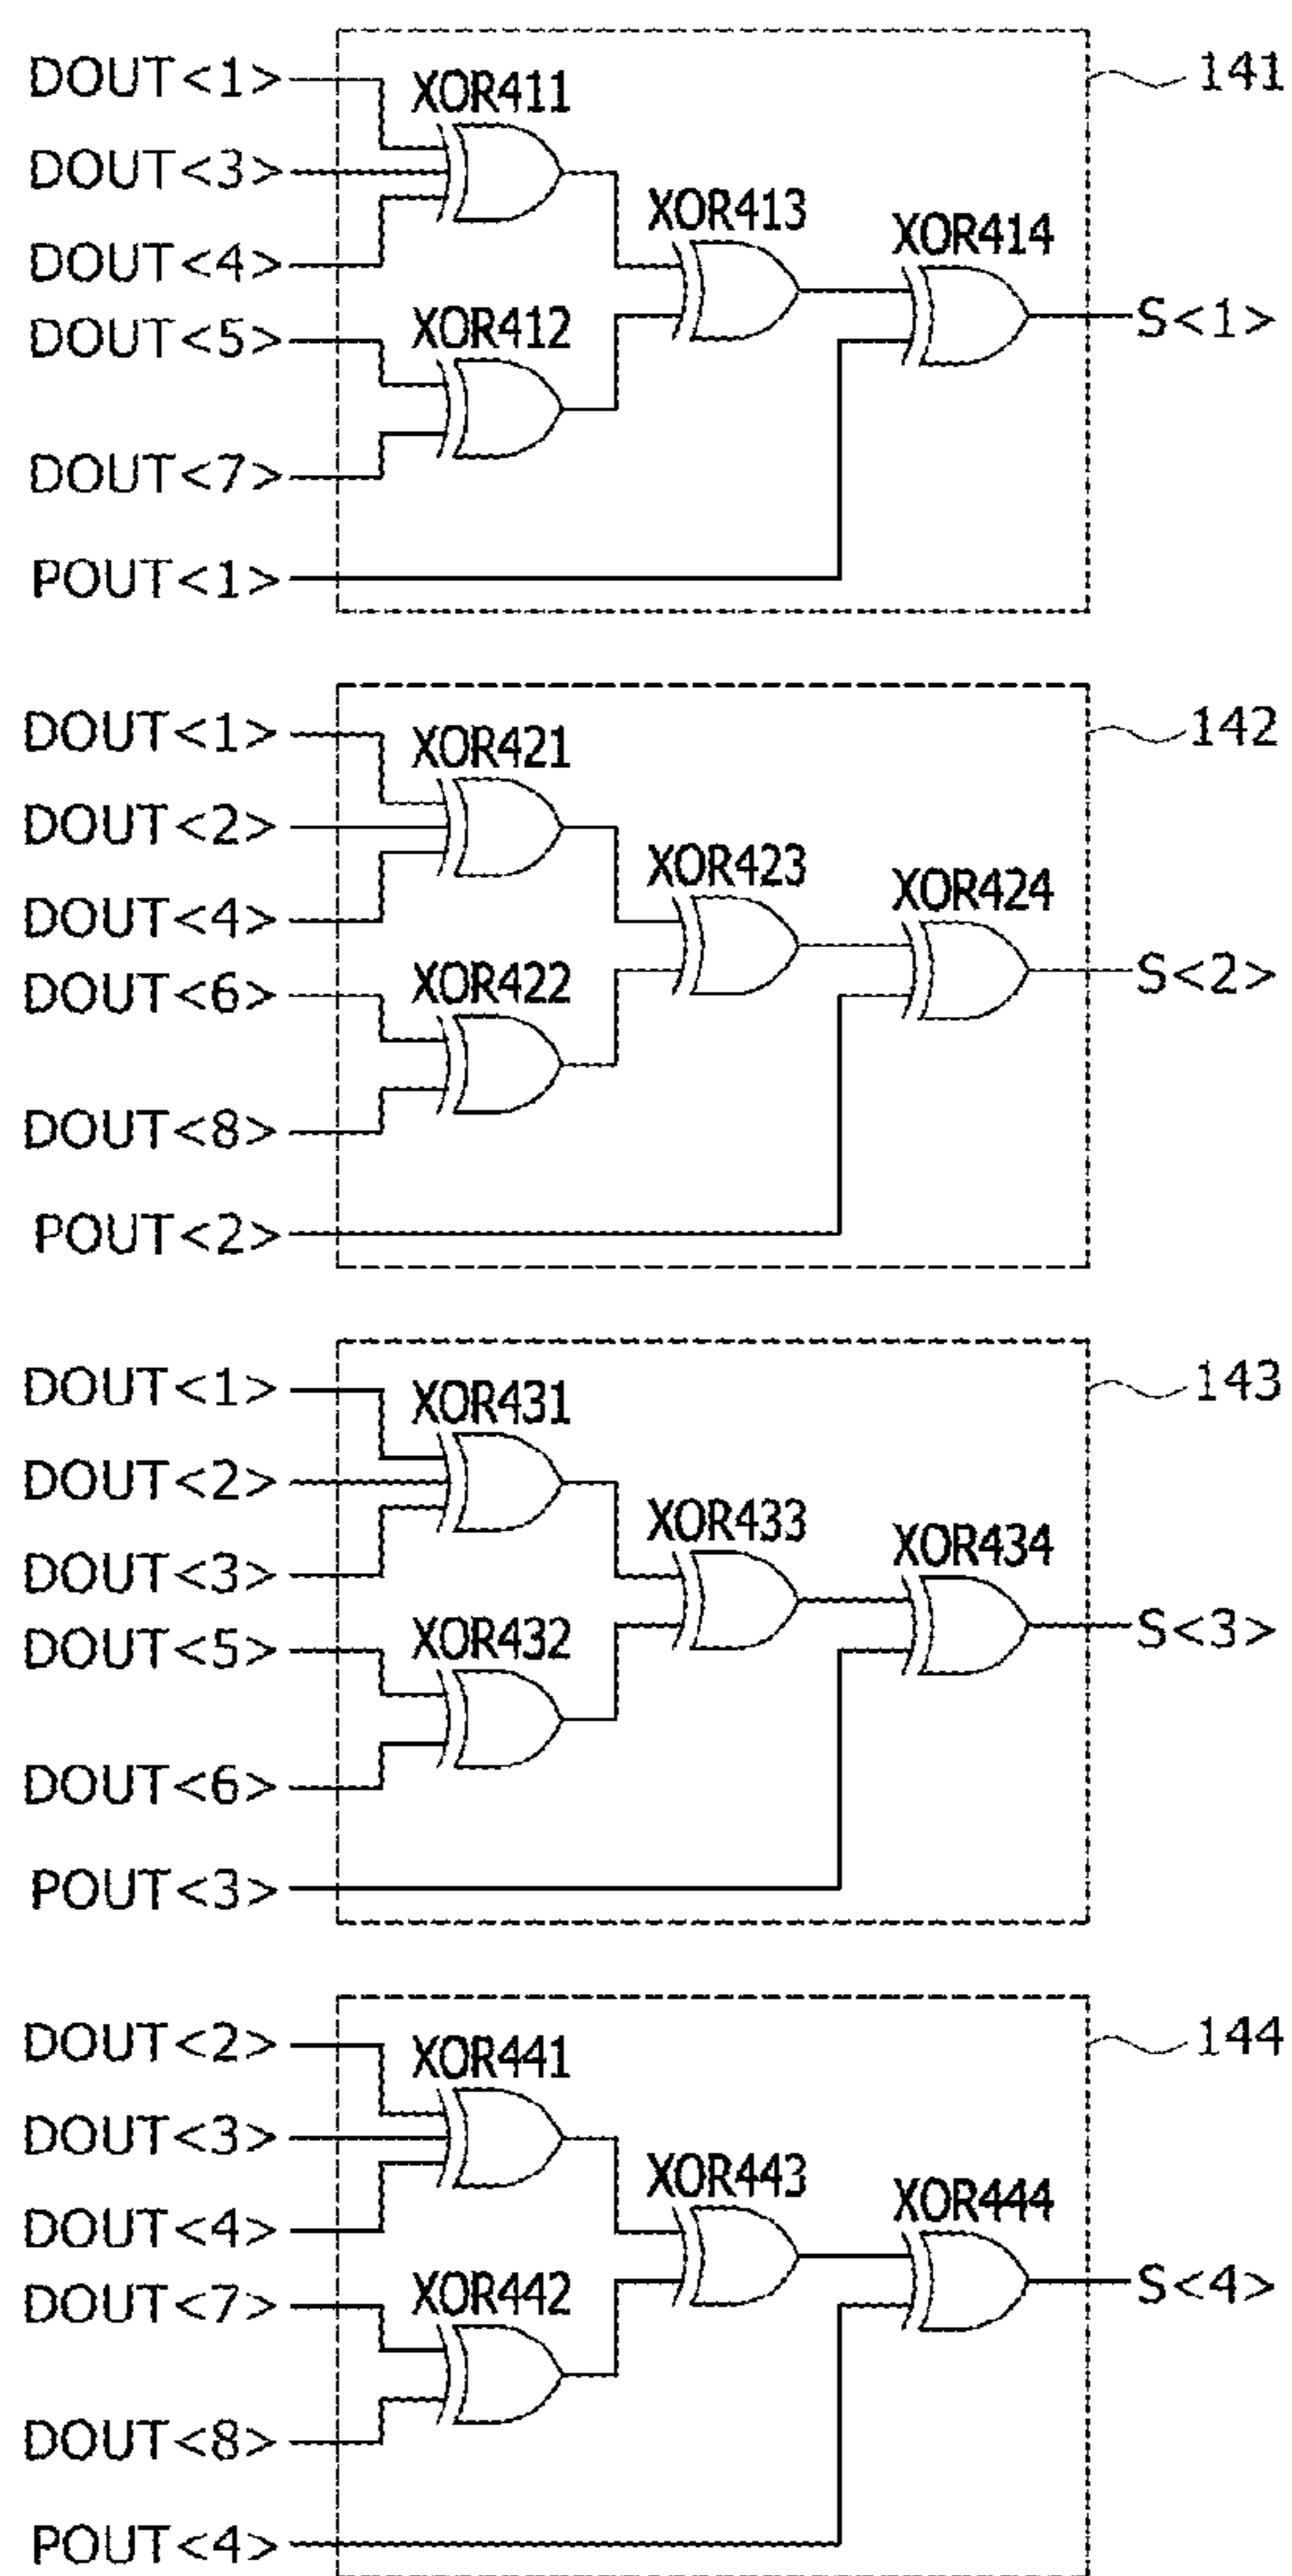 DOUT<1>
XOR411
141
DOUT<3>
XOR413
XOR414
DOUT<4>
DOUT<5>
XOR412
S<1>
DOUT<7>
POUT<1>
DOUT<1>
XOR421
142
DOUT<2>
XOR423
XOR424
DOUT<4>
DOUT<6>
XOR422
S<2>
DOUT<8>
POUT<2>
DOUT<1>
XOR431
143
DOUT<2>
XOR433
XOR434
DOUT<3>
DOUT<5>
XOR432
S<3>
DOUT<6>
POUT<3>
DOUT<2>
XOR441
144
DOUT<3>
XOR443
XOR444
DOUT<4>
DOUT<7>
XOR442
S<4>
DOUT<8>
POUT<4>